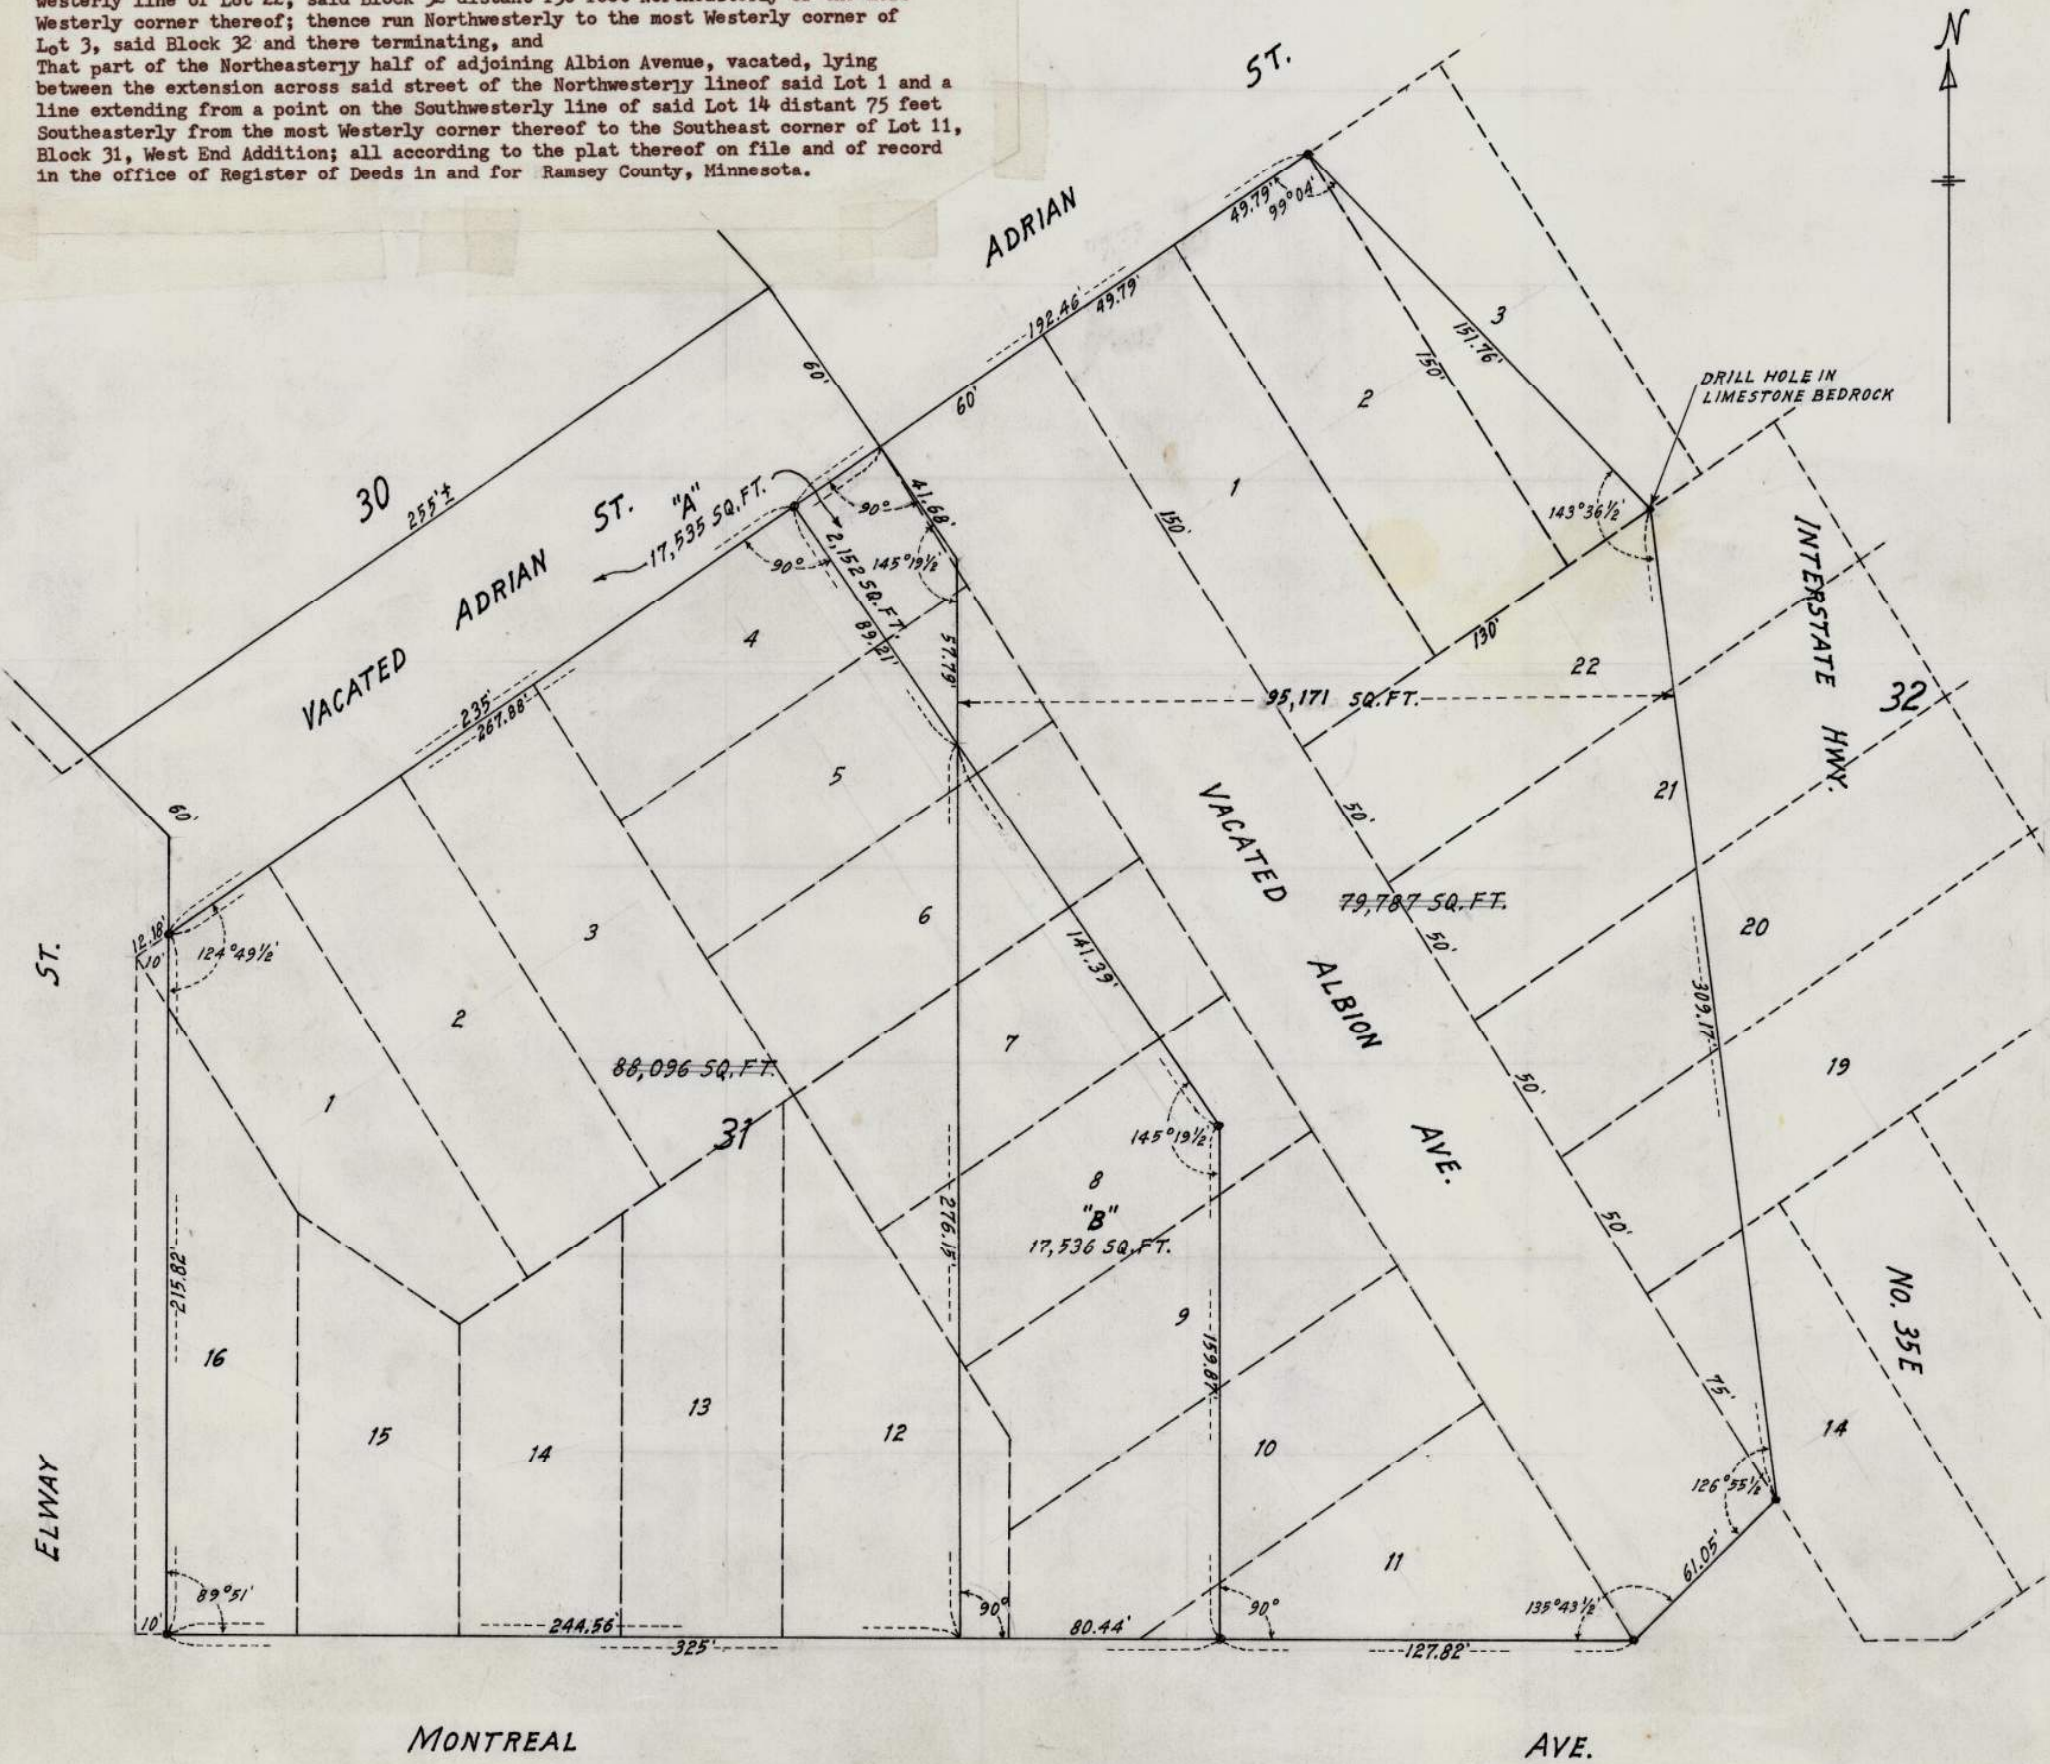 Westerly corner thereof; thence run Northwesterly to the most Westerly corner of
Lot 3, said Block 32 and there terminating, and
That part of the Northeasterly half of adjoining Albion Avenue, vacated, lying
between the extension across said street of the Northwesterly lineof said Lot 1 and a
line extending from a point on the Southwesterly line of said Lot 14 distant 75 feet
Southeasterly from the most Westerly corner thereof to the Southeast corner of Lot 11,
Block 31, West End Addition; all according to the plat thereof on file and of record
in the office of Register of Deeds in and for Ramsey County, Minnesota.
N
ADRIAN ST.
49.79'
99°04'
192.46'
49.79'
60'
60'
3
151.76'
150'
2
DRILL HOLE IN
LIMESTONE BEDROCK
1
150'
143°36½'
130'
30
255'±
VACATED ADRIAN ST.
"A"
17,535 SQ.FT.
2,152 SQ.FT.
90°
90°
41.68'
145°19½'
89.21'
57.79'
4
235'
267.88'
5
22
95,171 SQ.FT.
INTERSTATE HWY.
32
21
60'
50'
VACATED ALBION AVE.
79,787 SQ.FT.
12.18'
10'
124°49½'
3
6
141.39'
50'
20
309.17'
2
7
88,096 SQ.FT.
1
31
50'
19
145°19½'
8
"B"
17,536 SQ.FT.
276.15'
50'
215.82'
9
159.87'
NO. 35E
16
15
14
13
12
10
75'
14
126°55½'
61.05'
11
ELWAY ST.
89°51'
10'
244.56'
325'
90°
80.44'
90°
135°43½'
127.82'
MONTREAL AVE.